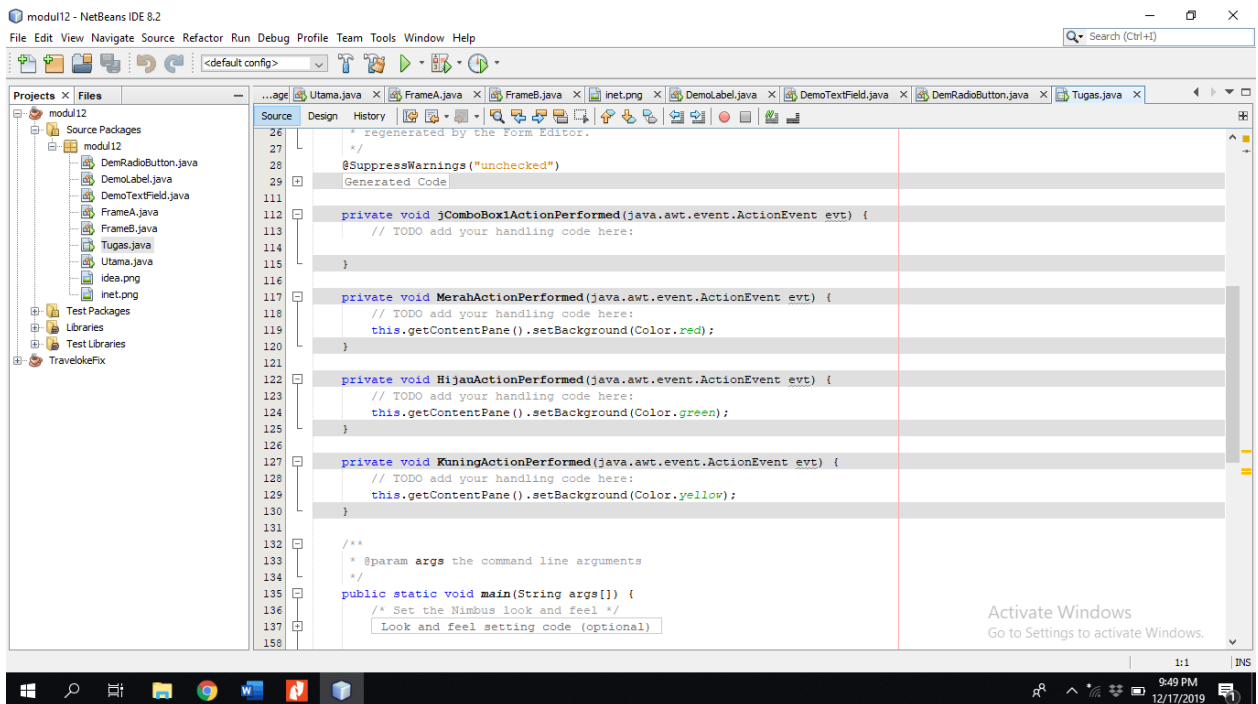 modul12 - NetBeans IDE 8.2
File Edit View Navigate Source Refactor Run Debug Profile Team Tools Window Help
Search (Ctrl+I)
<default config>
Projects Files
...age Utama.java FrameA.java FrameB.java inet.png DemoLabel.java DemoTextField.java DemRadioButton.java Tugas.java
Source Design History
modul12
Source Packages
modul12
DemRadioButton.java
DemoLabel.java
DemoTextField.java
FrameA.java
FrameB.java
Tugas.java
Utama.java
idea.png
inet.png
Test Packages
Libraries
Test Libraries
TravelokeFix
26 * regenerated by the Form Editor.
27 */
28 @SuppressWarnings("unchecked")
29 Generated Code
111
112 private void jComboBox1ActionPerformed(java.awt.event.ActionEvent evt) {
113 // TODO add your handling code here:
114
115 }
116
117 private void MerahActionPerformed(java.awt.event.ActionEvent evt) {
118 // TODO add your handling code here:
119 this.getContentPane().setBackground(Color.red);
120 }
121
122 private void HijauActionPerformed(java.awt.event.ActionEvent evt) {
123 // TODO add your handling code here:
124 this.getContentPane().setBackground(Color.green);
125 }
126
127 private void KuningActionPerformed(java.awt.event.ActionEvent evt) {
128 // TODO add your handling code here:
129 this.getContentPane().setBackground(Color.yellow);
130 }
131
132 /**
133 * @param args the command line arguments
134 */
135 public static void main(String args[]) {
136 /* Set the Nimbus look and feel */
137 Look and feel setting code (optional)
158
Activate Windows
Go to Settings to activate Windows.
1:1 INS
9:49 PM
12/17/2019